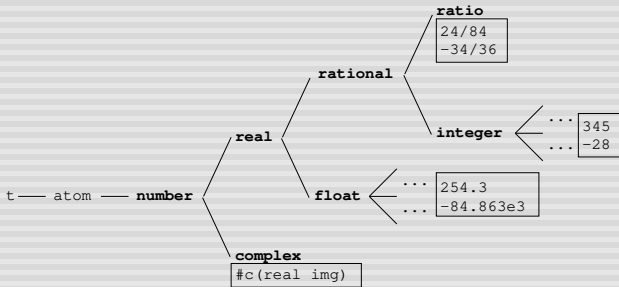 ratio
24/84
-34/36
rational
...
345
integer
...
-28
real
...
254.3
t
atom
number
float
...
-84.863e3
complex
#c(real img)